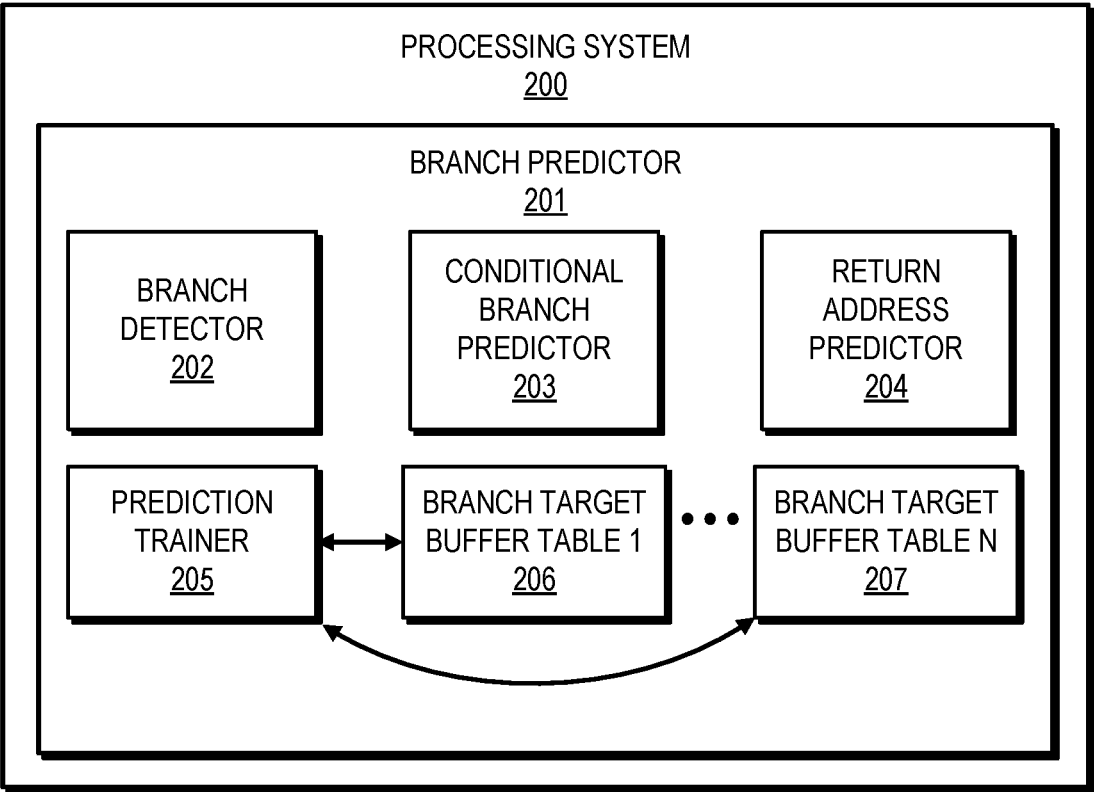 PROCESSING SYSTEM
200
BRANCH PREDICTOR
201
BRANCH
DETECTOR
202
CONDITIONAL
BRANCH
PREDICTOR
203
RETURN
ADDRESS
PREDICTOR
204
PREDICTION
TRAINER
205
BRANCH TARGET
BUFFER TABLE 1
206
BRANCH TARGET
BUFFER TABLE N
207